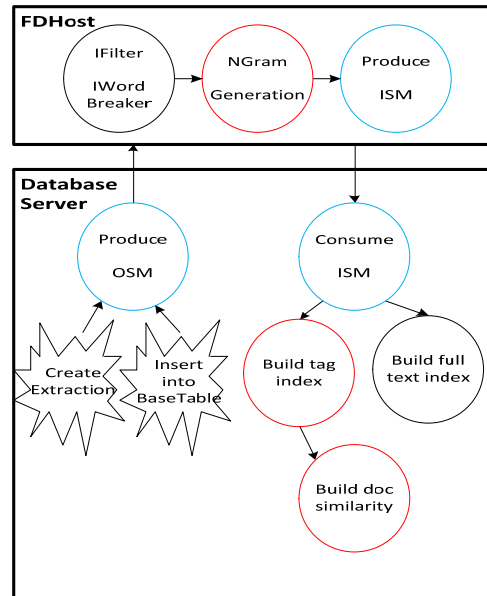 FDHost
IFilter
IWord
Breaker
NGram
Generation
Produce
ISM
Database
Server
Produce
OSM
Consume
ISM
Create
Extraction
Insert
into
BaseTable
Build tag
index
Build full
text index
Build doc
similarity